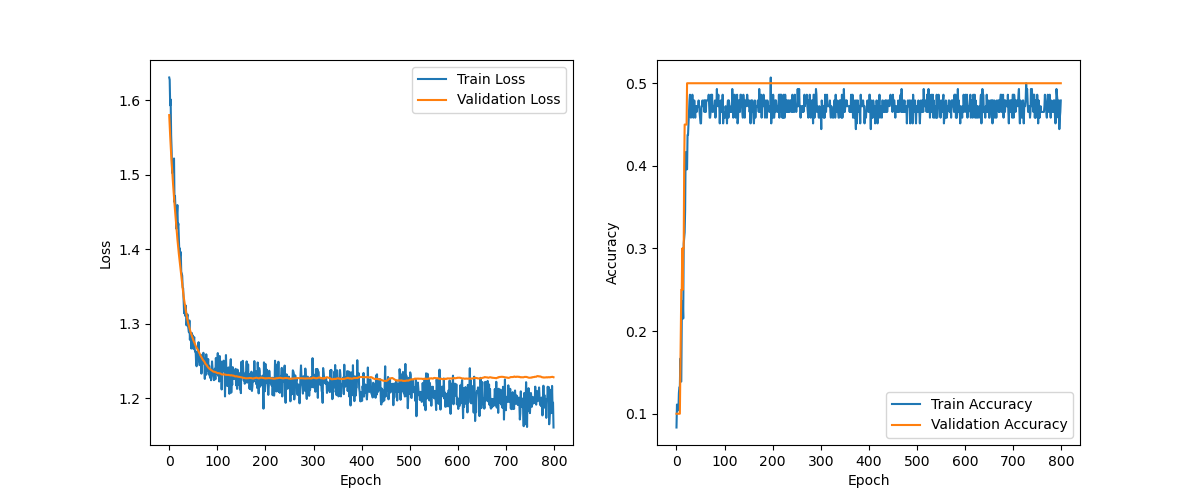 Train Loss
Validation Loss
1.6
1.5
1.4
1.3
1.2
Loss
0 100 200 300 400 500 600 700 800
Epoch
0.5
0.4
0.3
0.2
0.1
Accuracy
Train Accuracy
Validation Accuracy
0 100 200 300 400 500 600 700 800
Epoch